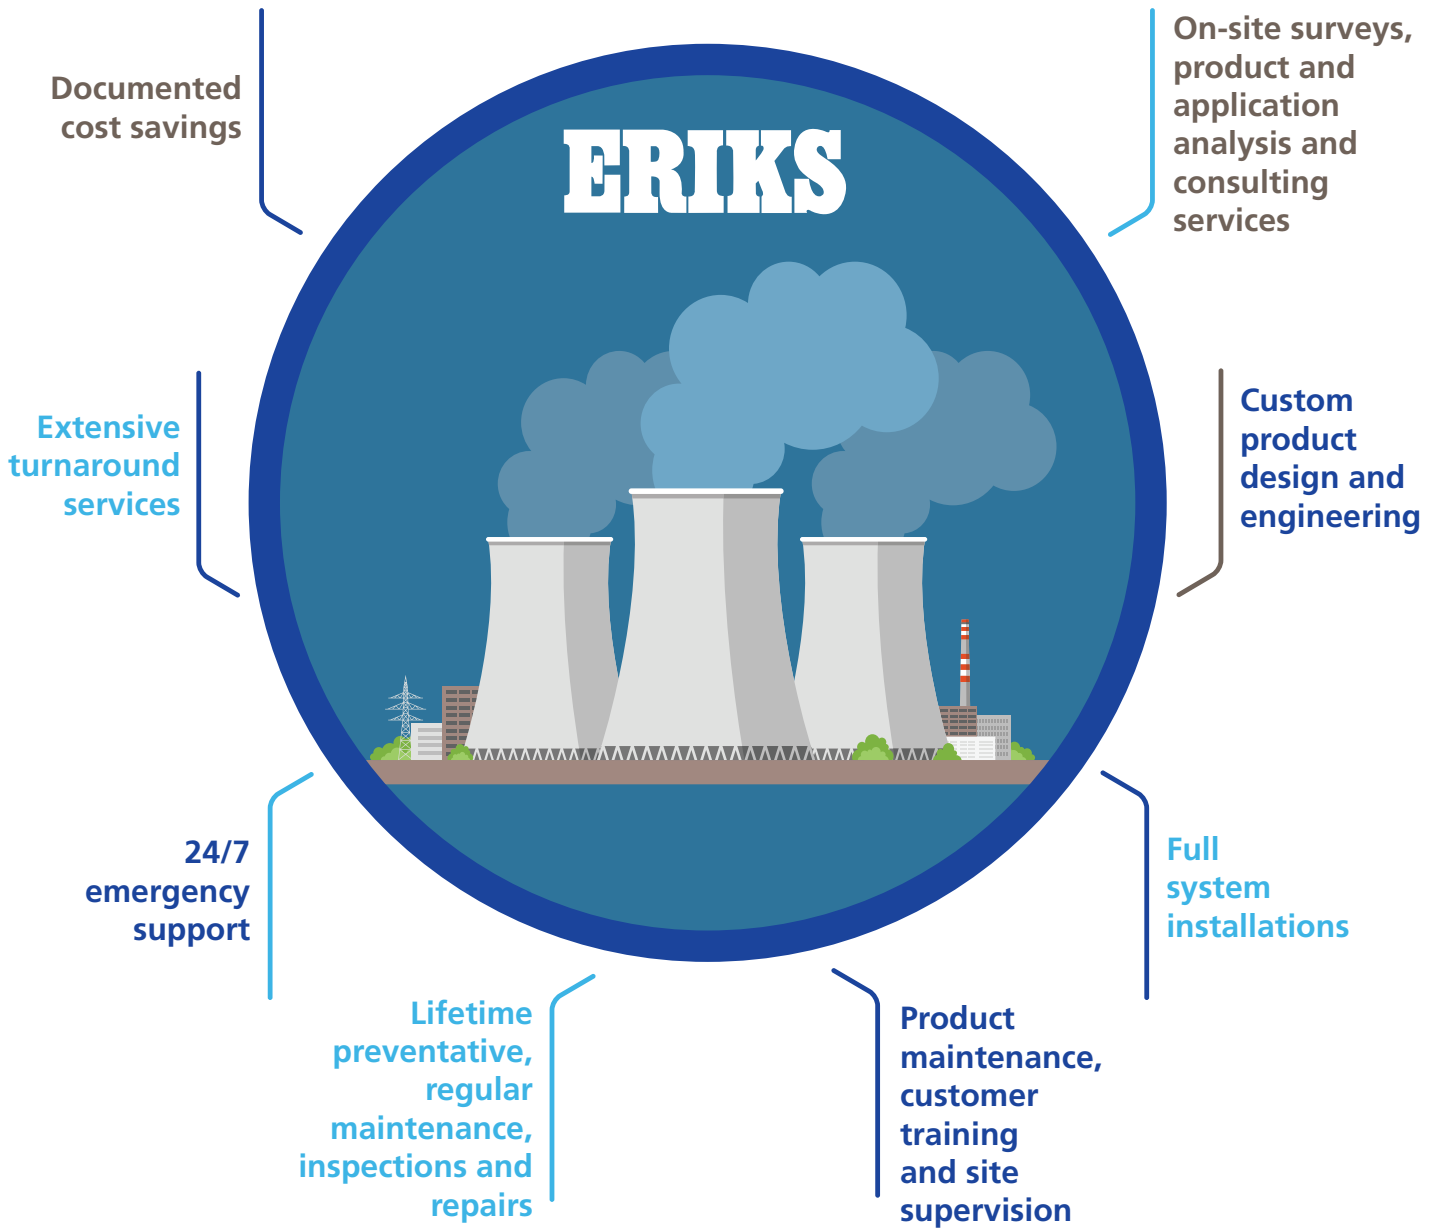 ERIKS
Documented
cost savings
On-site surveys,
product and
application
analysis and
consulting
services
Extensive
turnaround
services
Custom
product
design and
engineering
24/7
emergency
support
Full
system
installations
Lifetime
preventative,
regular
maintenance,
inspections and
repairs
Product
maintenance,
customer
training
and site
supervision